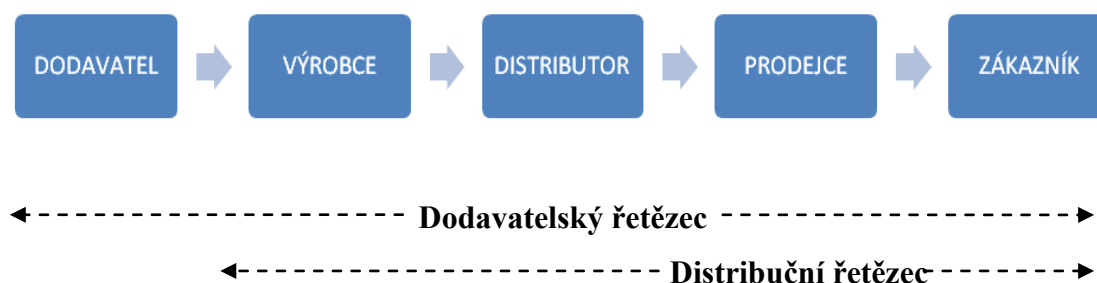 DODAVATEL VÝROBCE DISTRIBUTOR PRODEJCE ZÁKAZNÍK
Dodavatelský řetězec
Distribuční řetězec